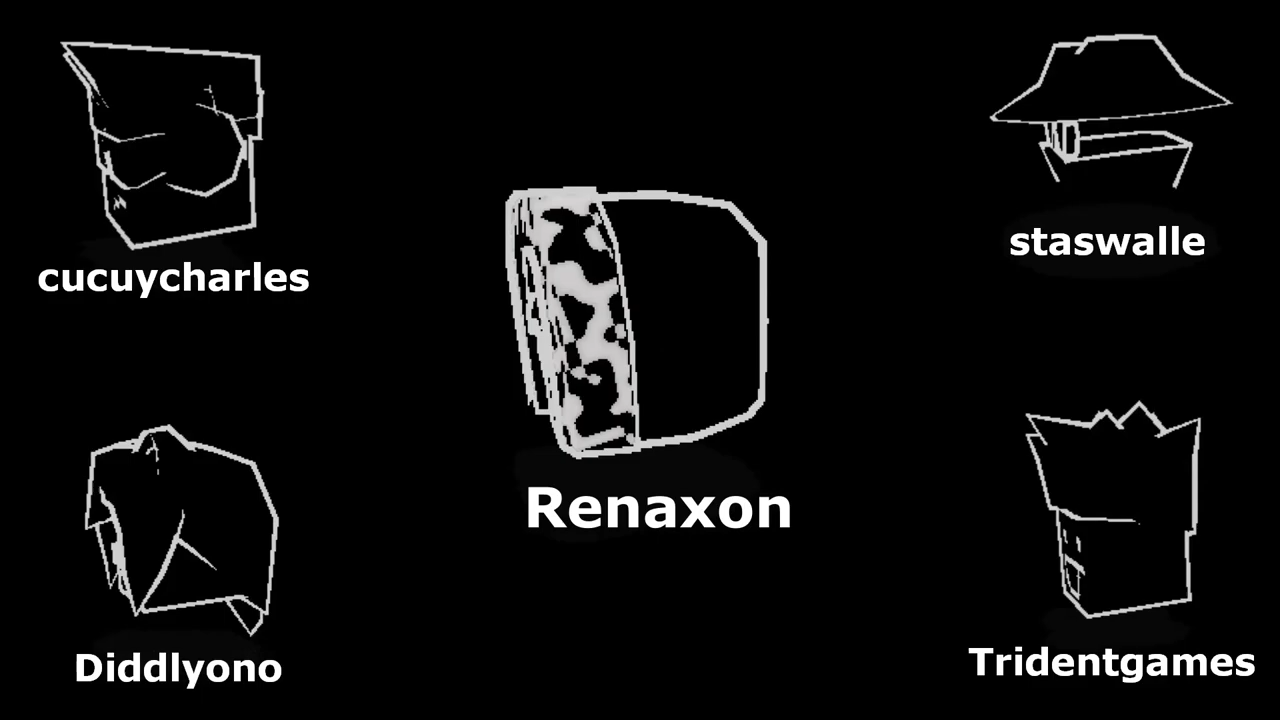 cucuycharles
staswalle
Renaxon
Diddlyono
Tridentgames